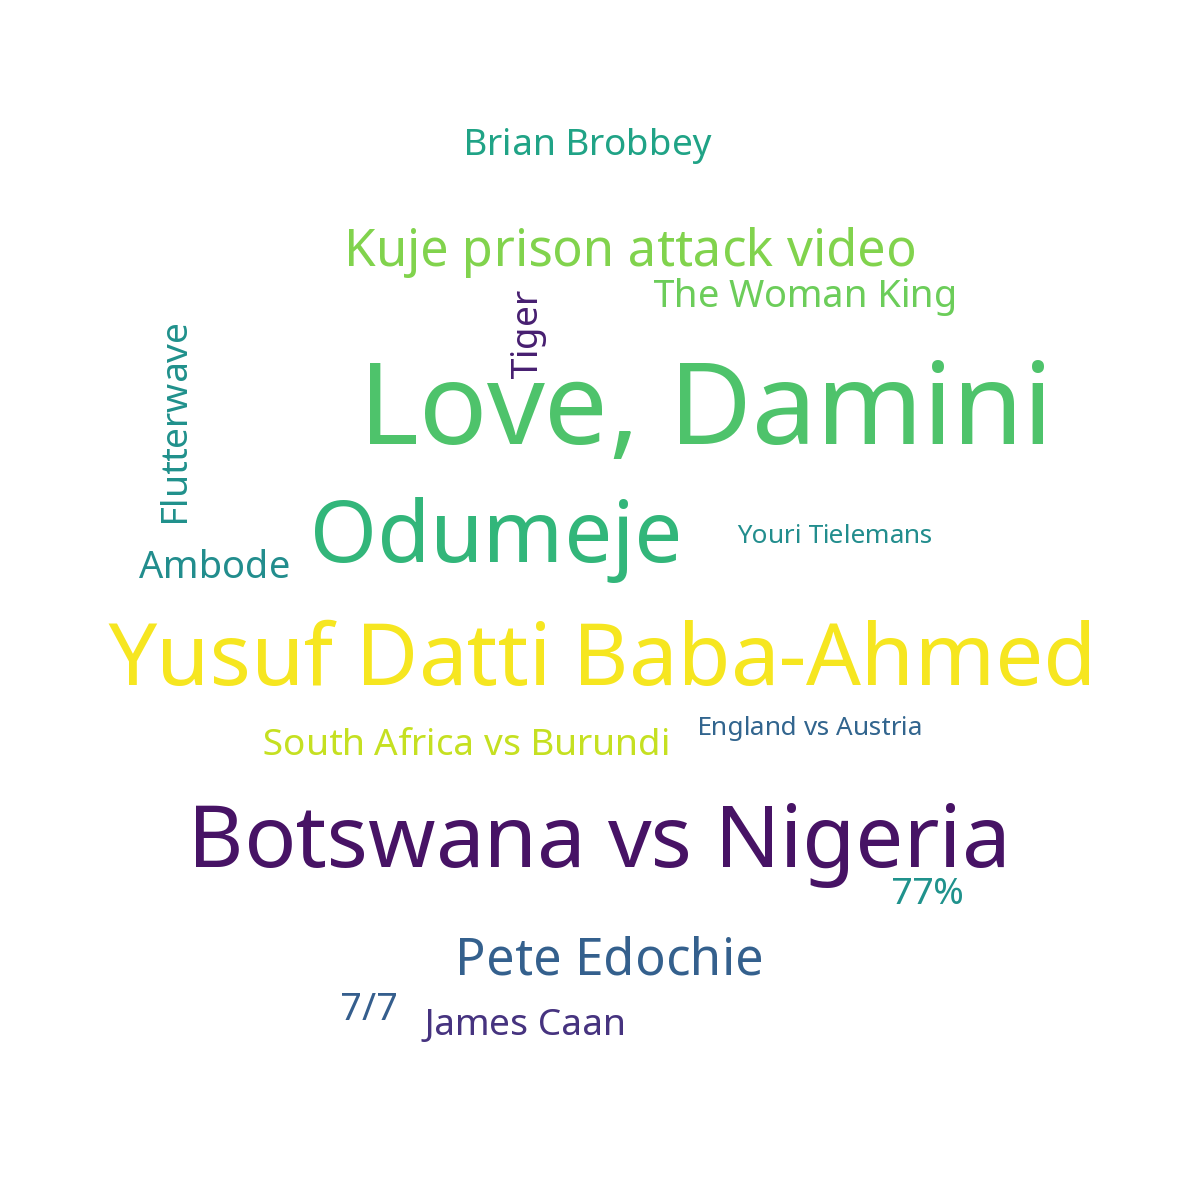 Brian Brobbey
Kuje prison attack video
The Woman King
Tiger
Flutterwave
Love, Damini
Odumeje
Youri Tielemans
Ambode
Yusuf Datti Baba-Ahmed
England vs Austria
South Africa vs Burundi
Botswana vs Nigeria
77%
Pete Edochie
7/7
James Caan